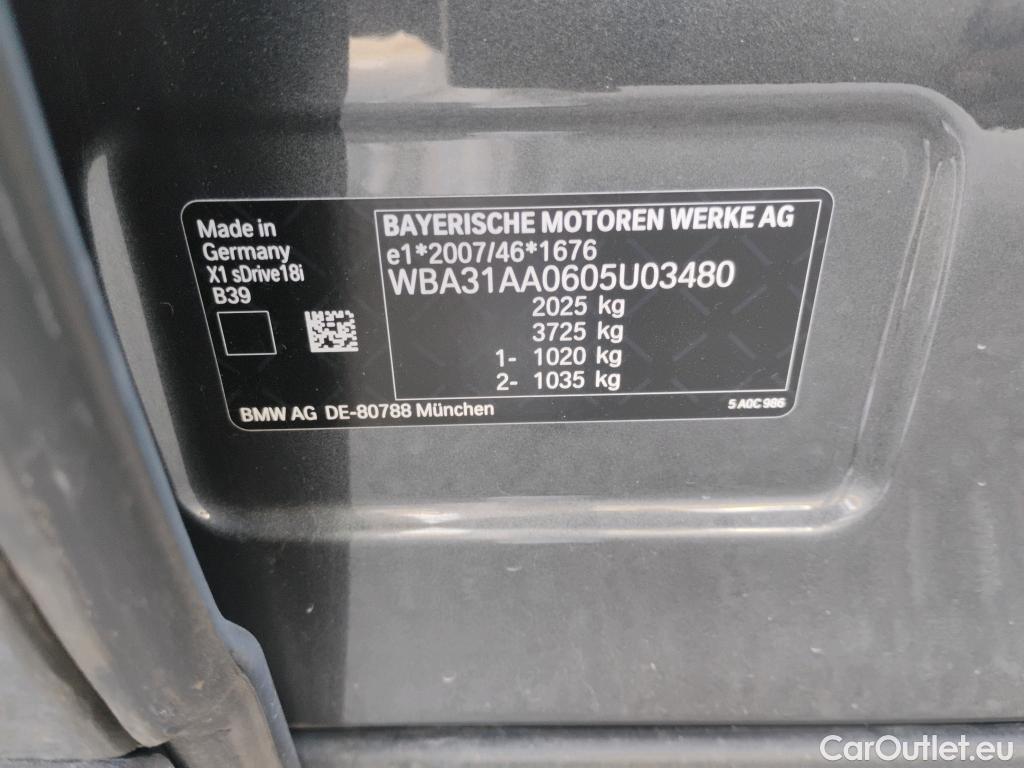 Made in
Germany
X1 sDrive18i
B39
BAYERISCHE MOTOREN WERKE AG
e1*2007/46*1676
WBA31AA0605U03480
2025 kg
3725 kg
1- 1020 kg
2- 1035 kg
BMW AG DE-80788 München
5 A0C 986
CarOutlet.eu